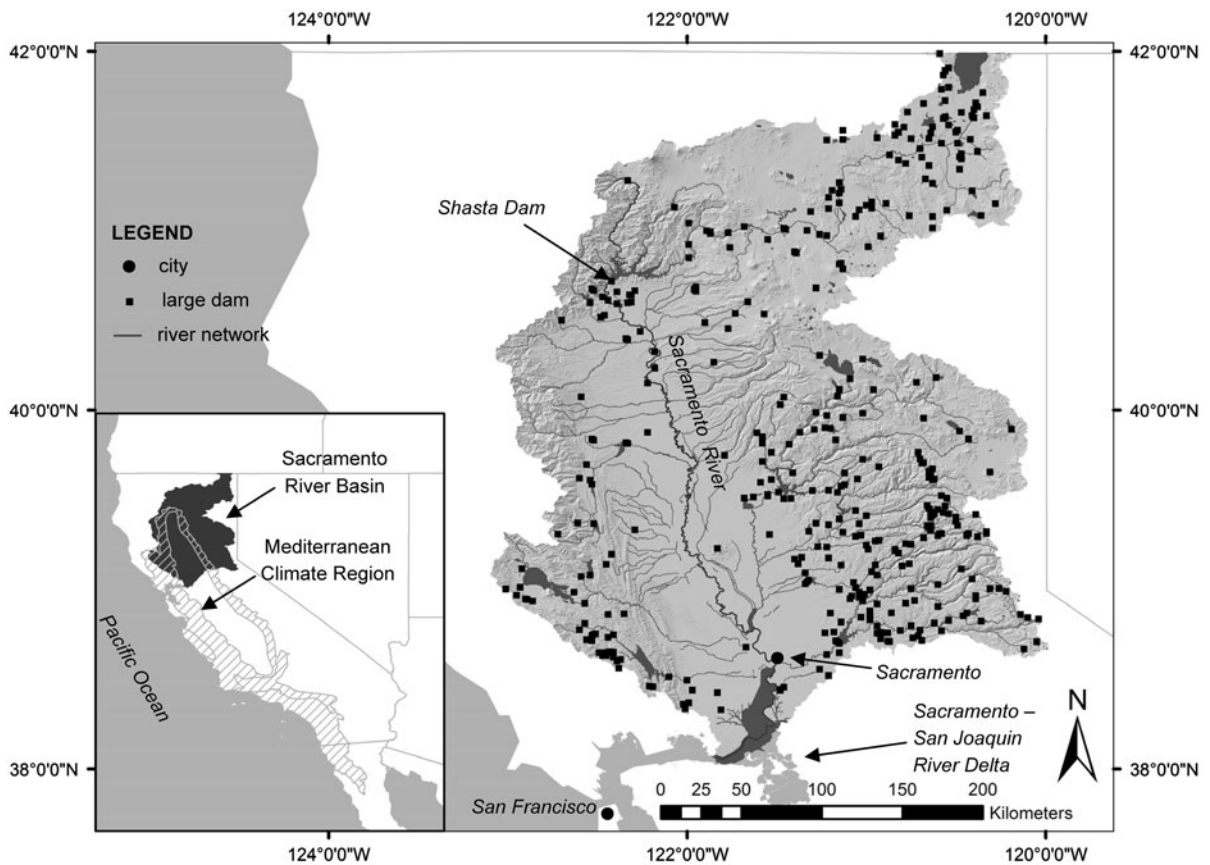 124°0'0"W
122°0'0"W
120°0'0"W
42°0'0"N
42°0'0"N
Shasta Dam
LEGEND
city
large dam
river network
Sacramento River
40°0'0"N
40°0'0"N
Sacramento
River Basin
Mediterranean
Climate Region
Pacific Ocean
Sacramento
Sacramento –
San Joaquin
River Delta
N
38°0'0"N
38°0'0"N
0 25 50 100 150 200
Kilometers
San Francisco
124°0'0"W
122°0'0"W
120°0'0"W